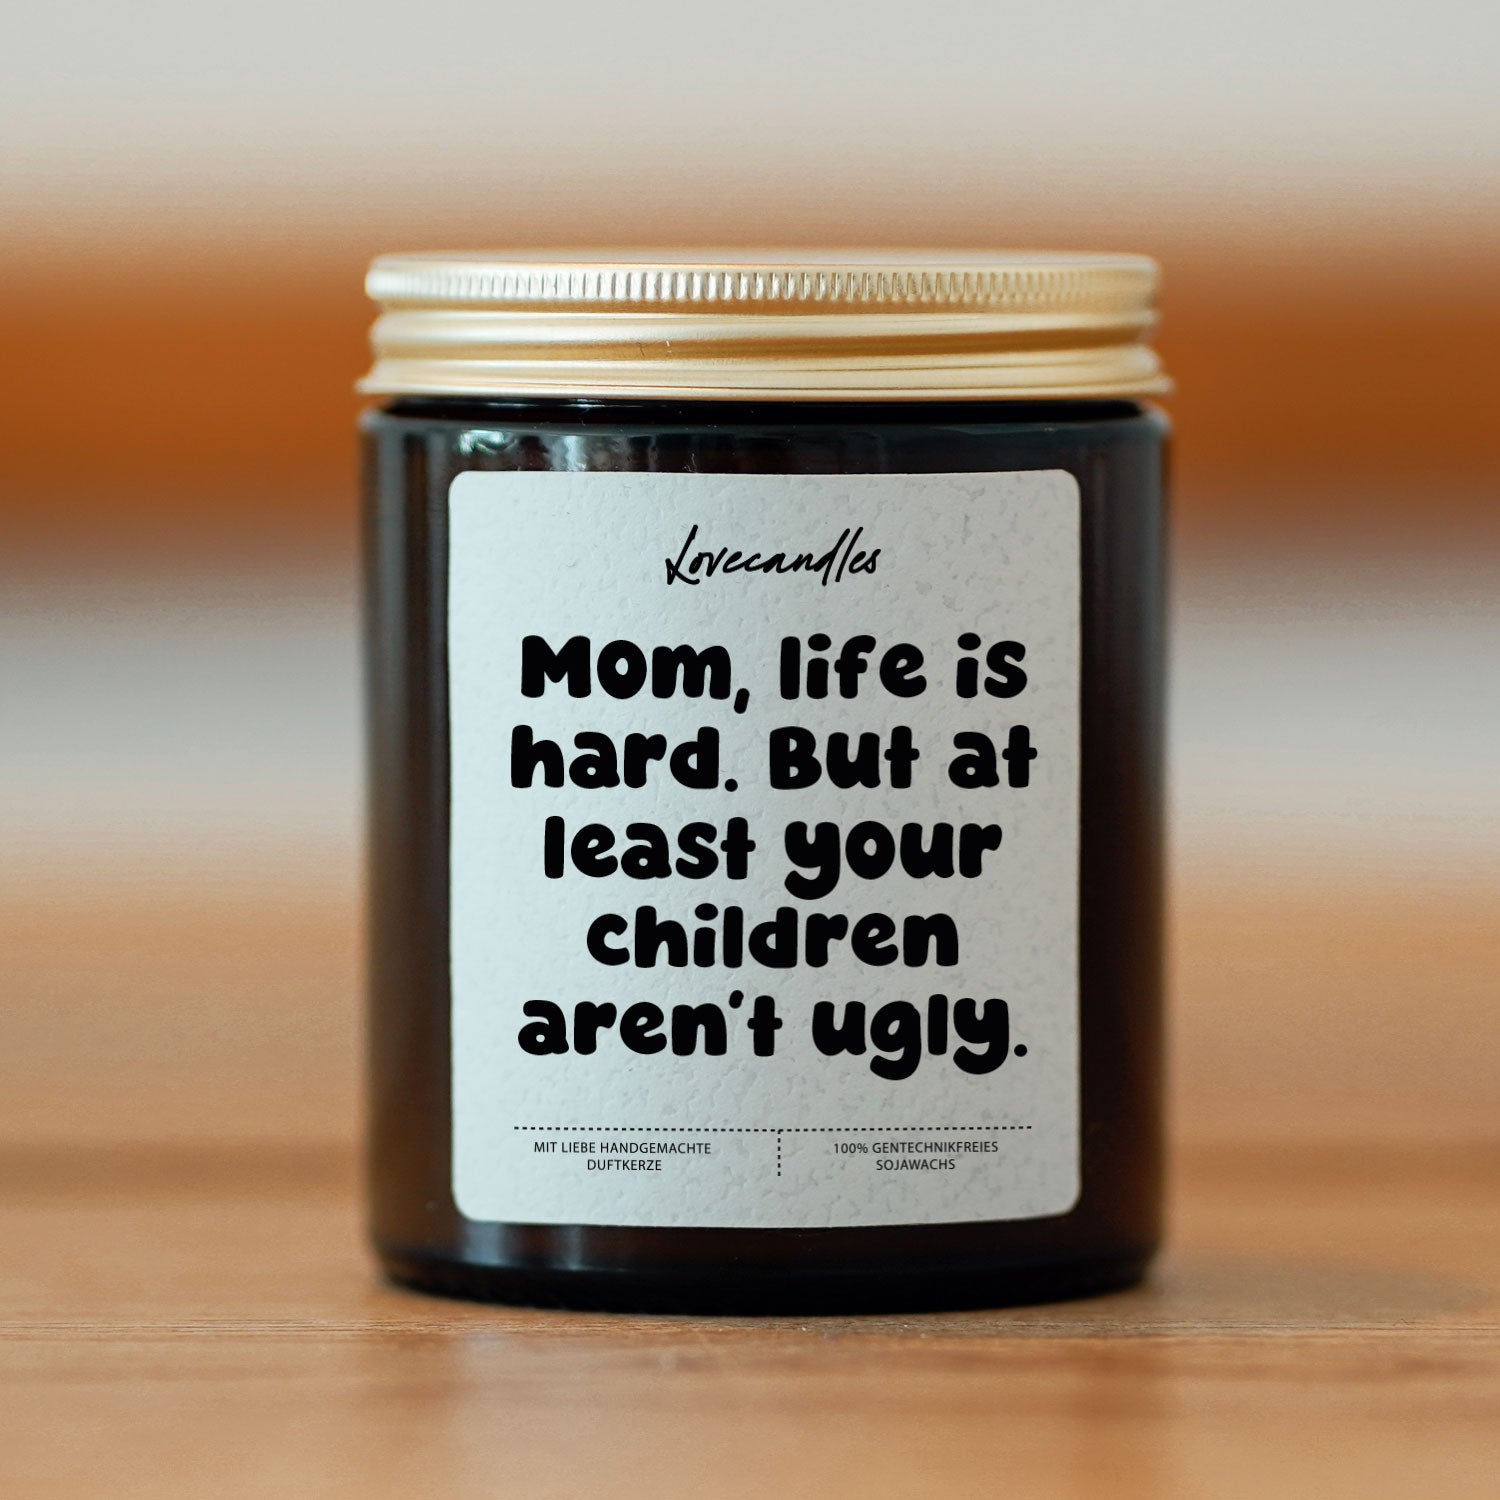 Lovecandles
Mom, life is
hard. But at
least your
children
aren't ugly.
MIT LIEBE HANDGEMACHTE
DUFTKERZE
100% GENTECHNIKFREIES
SOJAWACHS